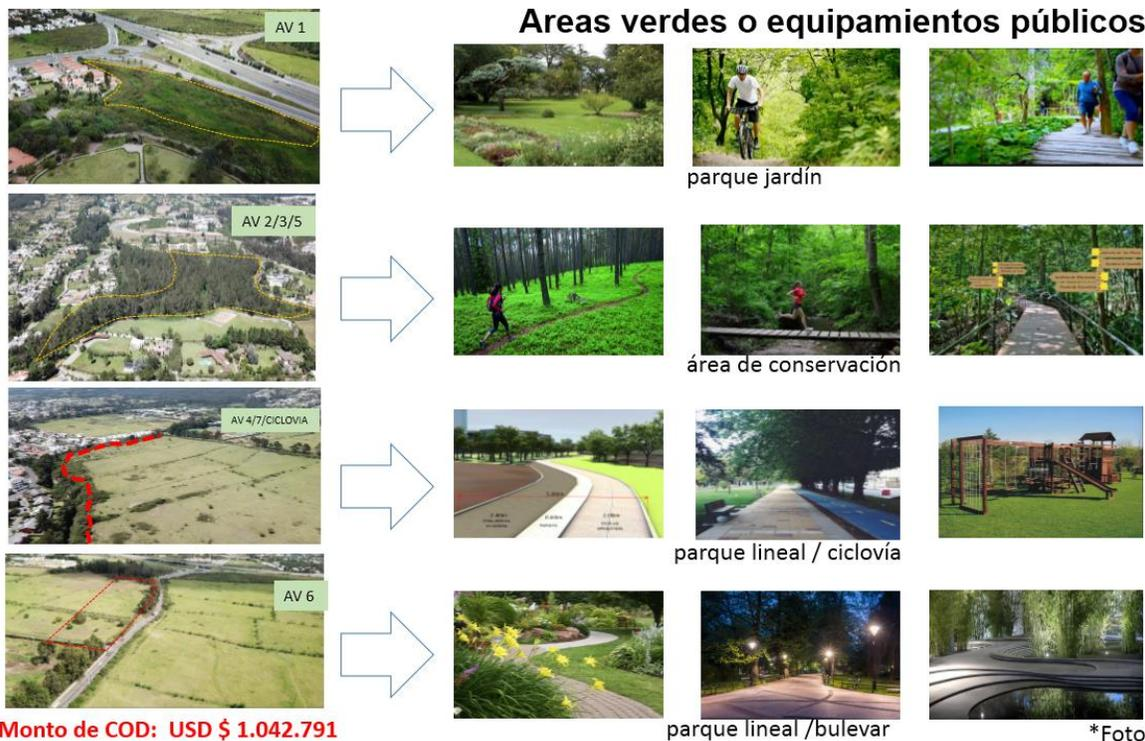 Areas verdes o equipamientos públicos
AV 1
parque jardín
AV 2/3/5
área de conservación
AV 4/7/CICLOVIA
parque lineal / ciclovía
AV 6
parque lineal /bulevar
Monto de COD: USD $ 1.042.791
*Foto